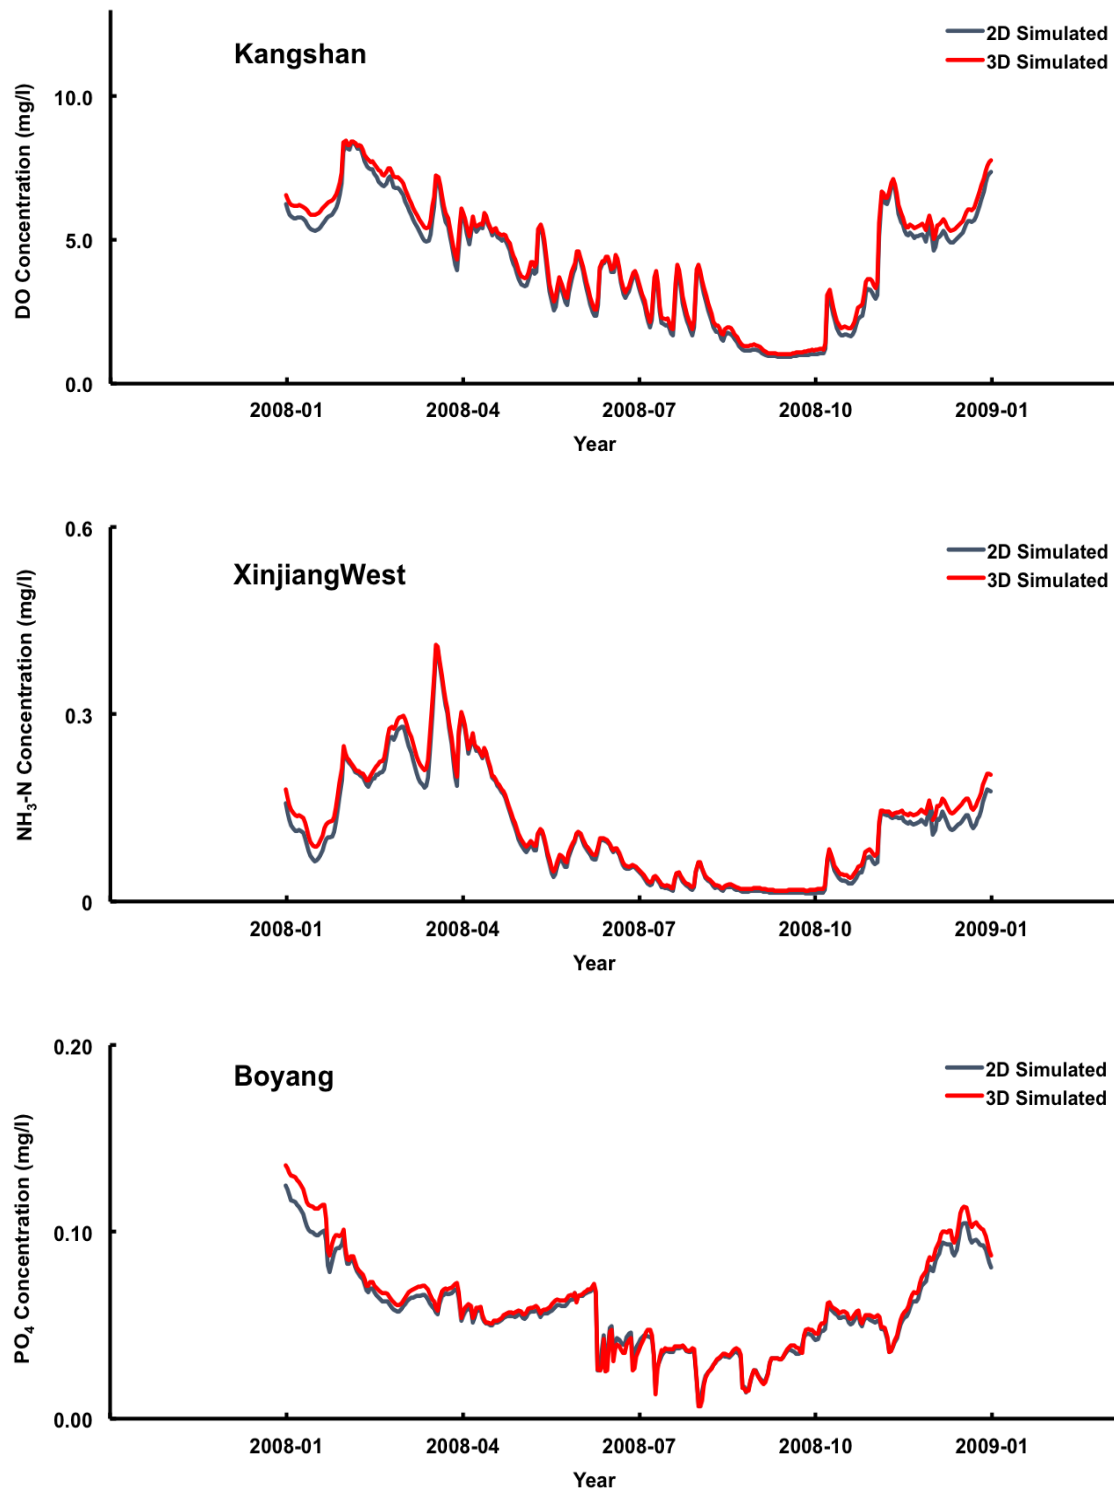 Kangshan
2D Simulated
3D Simulated
DO Concentration (mg/l)
10.0
5.0
0.0
2008-01 2008-04 2008-07 2008-10 2009-01
Year
XinjiangWest
2D Simulated
3D Simulated
NH₃-N Concentration (mg/l)
0.6
0.3
0
2008-01 2008-04 2008-07 2008-10 2009-01
Year
Boyang
2D Simulated
3D Simulated
PO₄ Concentration (mg/l)
0.20
0.10
0.00
2008-01 2008-04 2008-07 2008-10 2009-01
Year